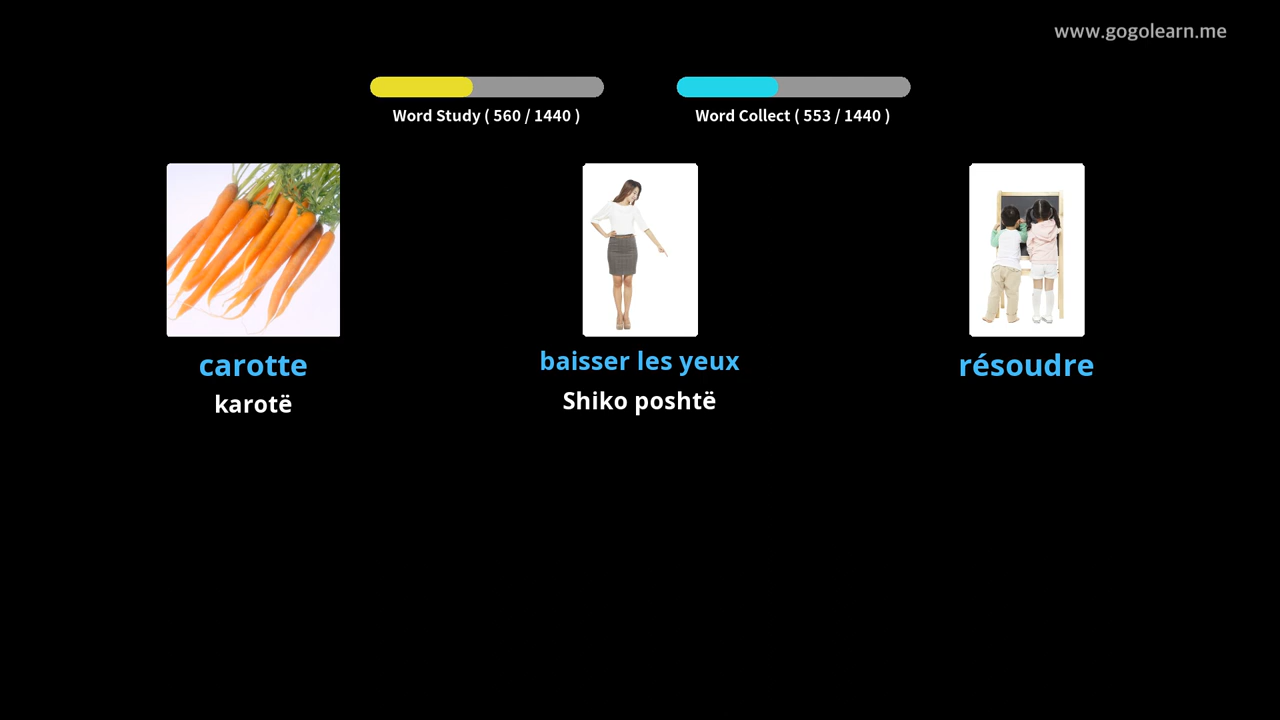 www.gogolearn.me
Word Study ( 560 / 1440 )
Word Collect ( 553 / 1440 )
carotte
karotë
baisser les yeux
Shiko poshtë
résoudre